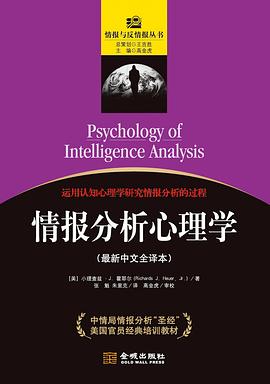 情报与反情报丛书
总策划◎王吉胜
主 编◎高金虎
Psychology of
Intelligence Analysis
运用认知心理学研究情报分析的过程
情报分析心理学
(最新中文全译本)
[美] 小理查兹·J. 霍耶尔 (Richards J. Heuer, Jr.) / 著
张 魁 朱里克 / 译 高金虎 / 审校
中情局情报分析“圣经”
美国官员经典培训教材
金城出版社
GOLD WALL PRESS